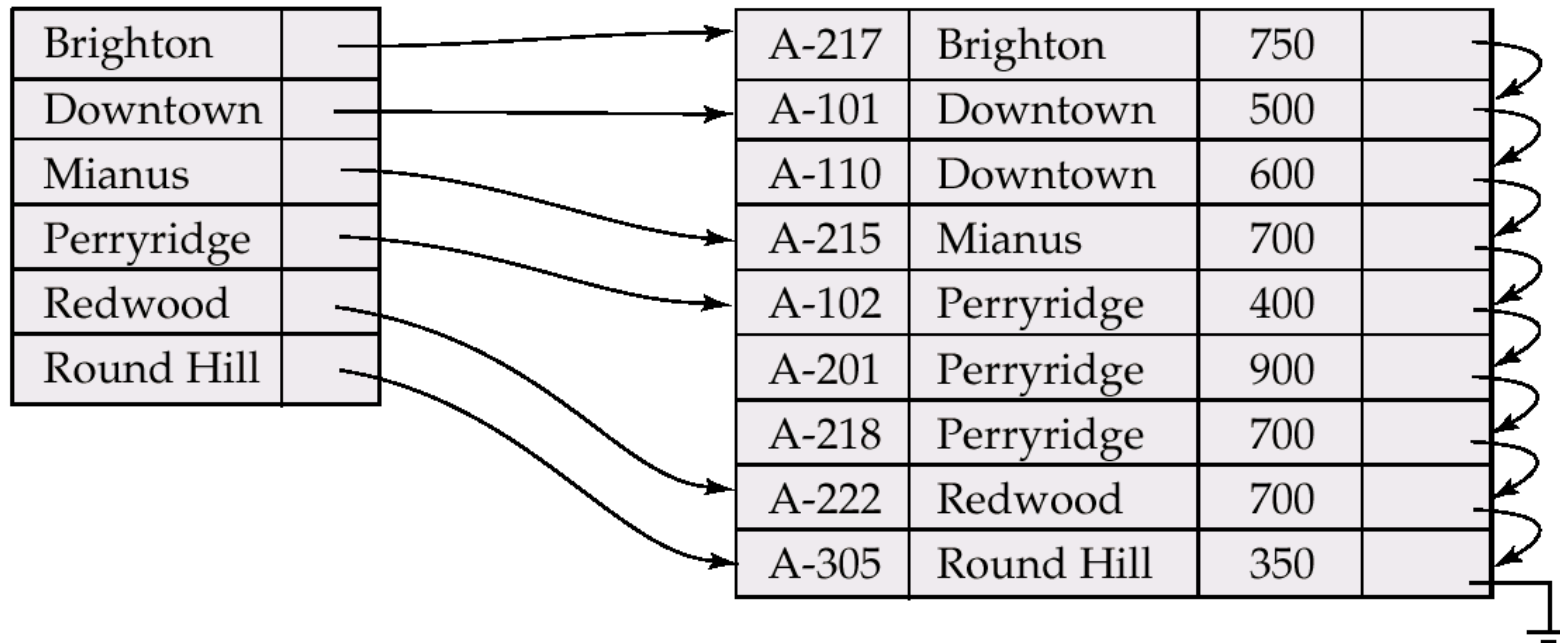 Brighton
Downtown
Mianus
Perryridge
Redwood
Round Hill
A-217 Brighton 750
A-101 Downtown 500
A-110 Downtown 600
A-215 Mianus 700
A-102 Perryridge 400
A-201 Perryridge 900
A-218 Perryridge 700
A-222 Redwood 700
A-305 Round Hill 350